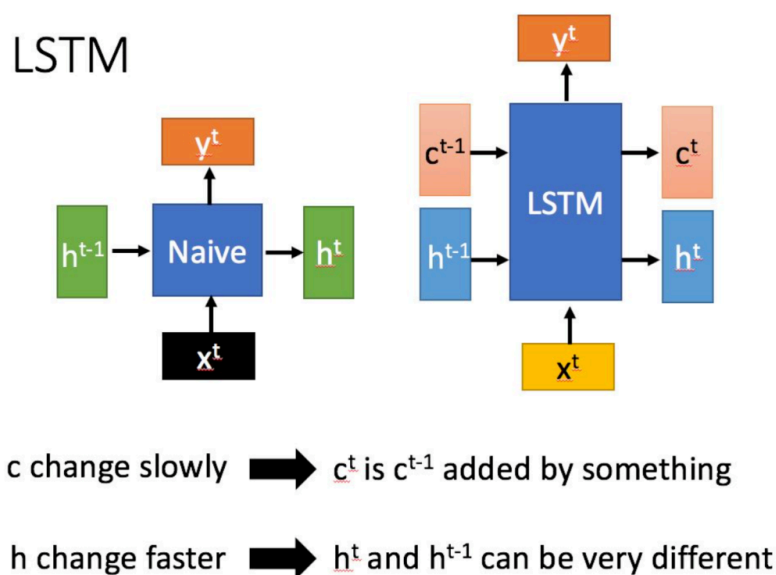 LSTM
yᵗ
hᵗ⁻¹
Naive
hᵗ
xᵗ
yᵗ
cᵗ⁻¹
cᵗ
LSTM
hᵗ⁻¹
hᵗ
xᵗ
c change slowly cᵗ is cᵗ⁻¹ added by something
h change faster hᵗ and hᵗ⁻¹ can be very different